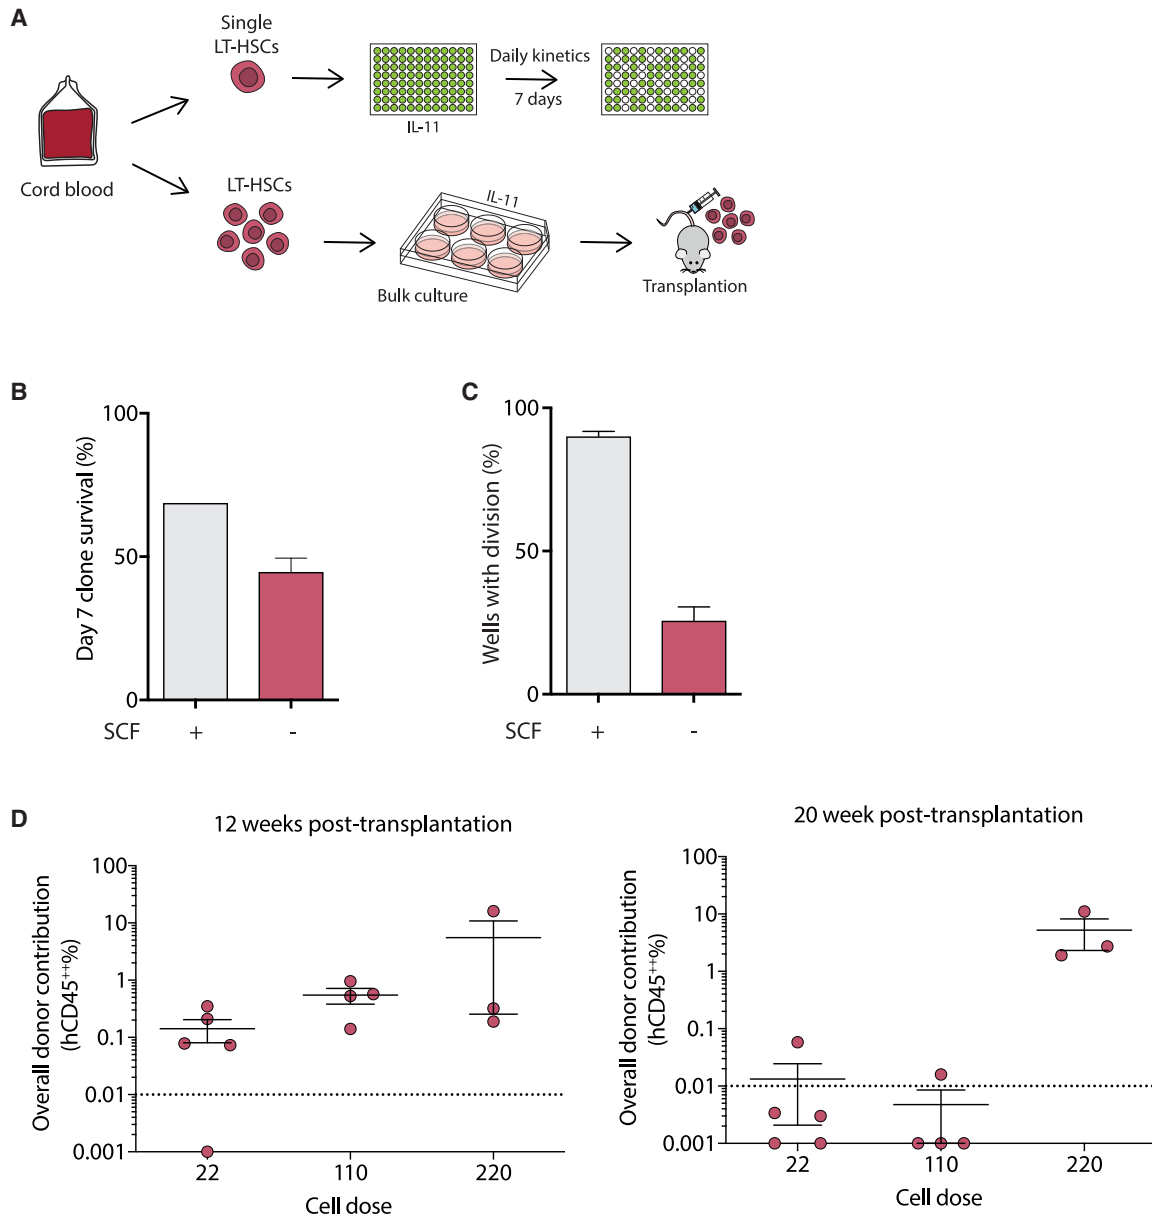 A
Single
LT-HSCs
Daily kinetics
7 days
IL-11
Cord blood
LT-HSCs
IL-11
Bulk culture
Transplantion
B
100
50
0
Day 7 clone survival (%)
SCF + -
C
100
50
0
Wells with division (%)
SCF + -
D
12 weeks post-transplantation
100
10
1
0.1
0.01
0.001
Overall donor contribution
(hCD45⁺⁺%)
22 110 220
Cell dose
20 week post-transplantation
100
10
1
0.1
0.01
0.001
Overall donor contribution
(hCD45⁺⁺%)
22 110 220
Cell dose